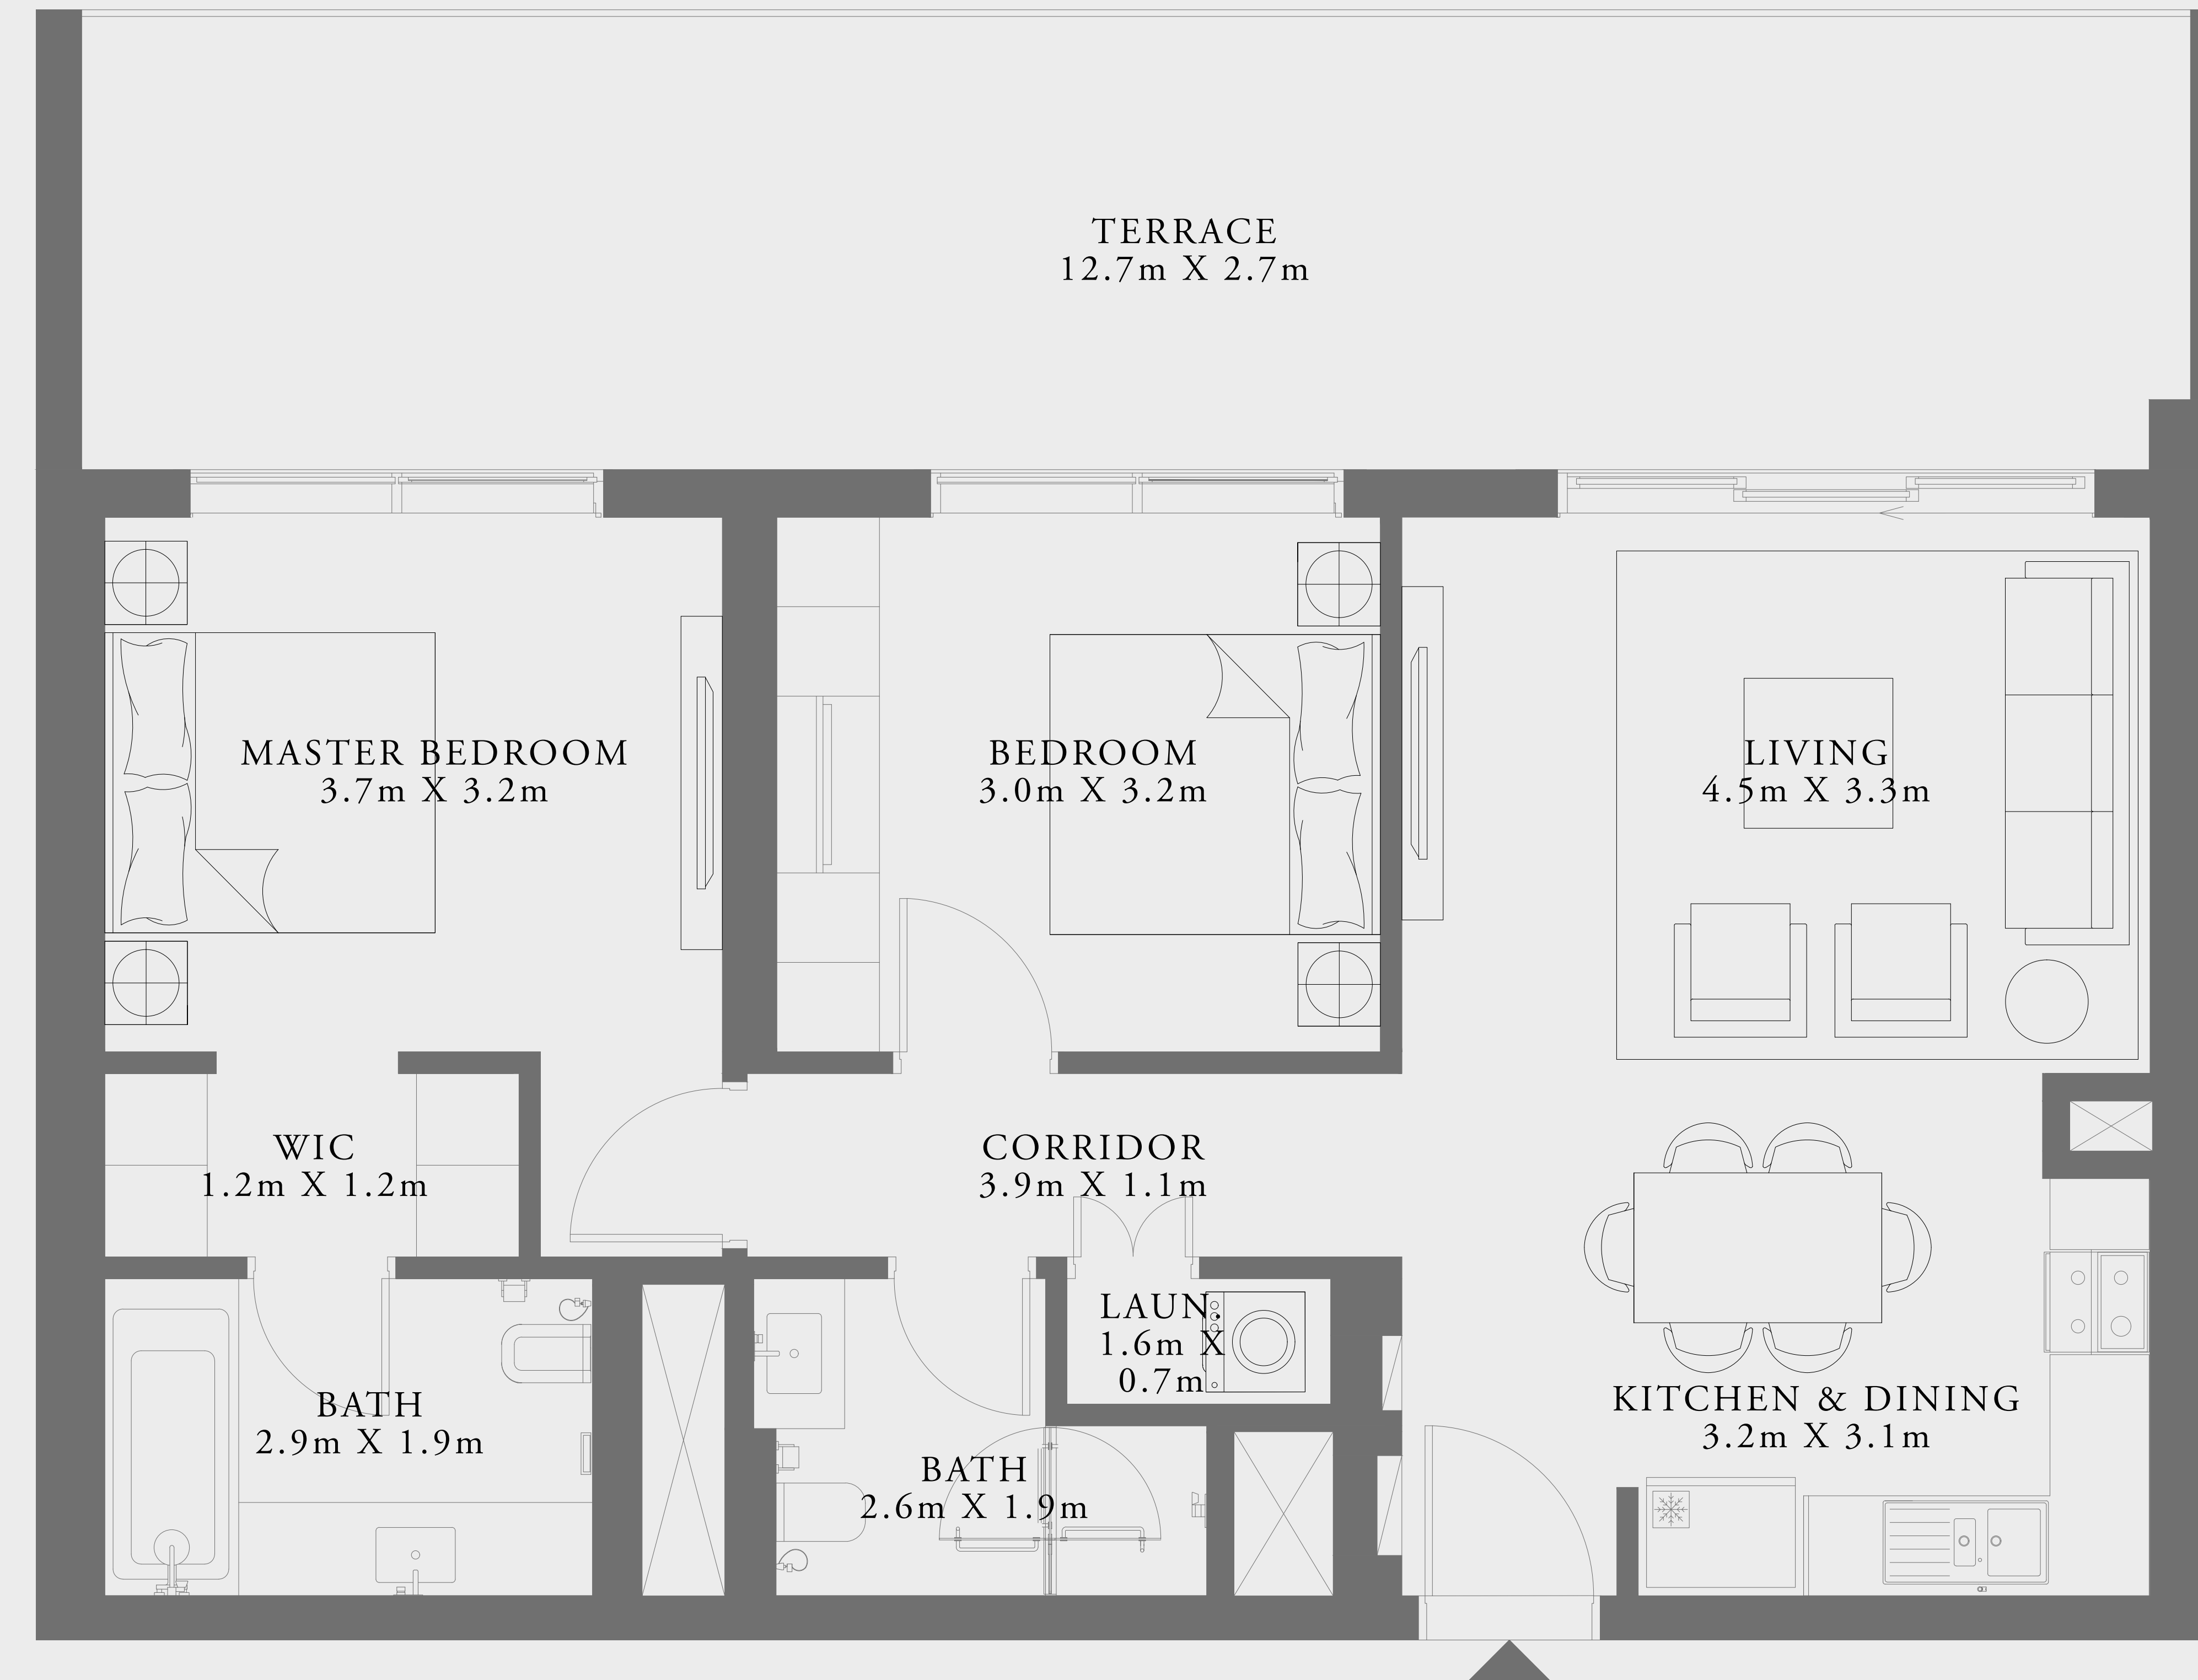 TERRACE
12.7m X 2.7m
MASTER BEDROOM
3.7m X 3.2m
BEDROOM
3.0m X 3.2m
LIVING
4.5m X 3.3m
WIC
1.2m X 1.2m
CORRIDOR
3.9m X 1.1m
LAUN.
1.6m X
0.7m
BATH
2.9m X 1.9m
BATH
2.6m X 1.9m
KITCHEN & DINING
3.2m X 3.1m